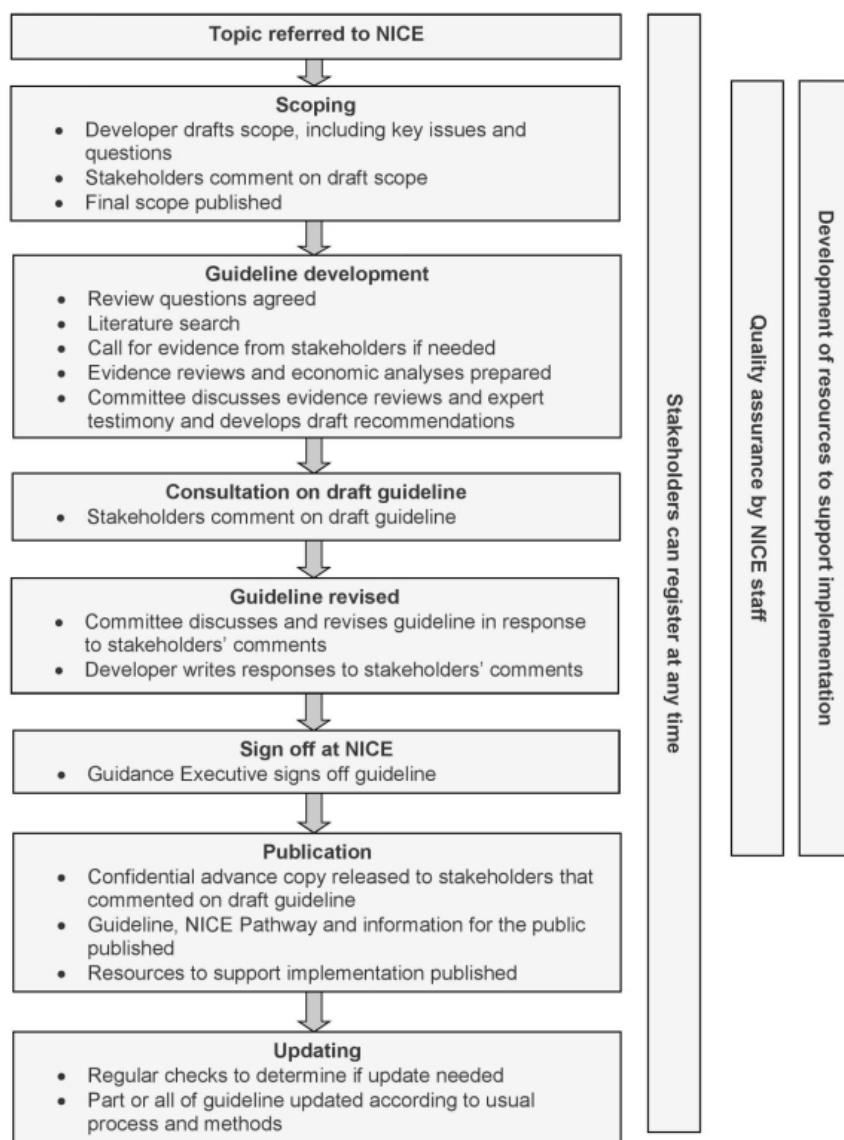 Topic referred to NICE
Scoping
• Developer drafts scope, including key issues and
questions
• Stakeholders comment on draft scope
• Final scope published
Guideline development
• Review questions agreed
• Literature search
• Call for evidence from stakeholders if needed
• Evidence reviews and economic analyses prepared
• Committee discusses evidence reviews and expert
testimony and develops draft recommendations
Consultation on draft guideline
• Stakeholders comment on draft guideline
Guideline revised
• Committee discusses and revises guideline in response
to stakeholders’ comments
• Developer writes responses to stakeholders’ comments
Sign off at NICE
• Guidance Executive signs off guideline
Publication
• Confidential advance copy released to stakeholders that
commented on draft guideline
• Guideline, NICE Pathway and information for the public
published
• Resources to support implementation published
Updating
• Regular checks to determine if update needed
• Part or all of guideline updated according to usual
process and methods
Stakeholders can register at any time
Quality assurance by NICE staff
Development of resources to support implementation